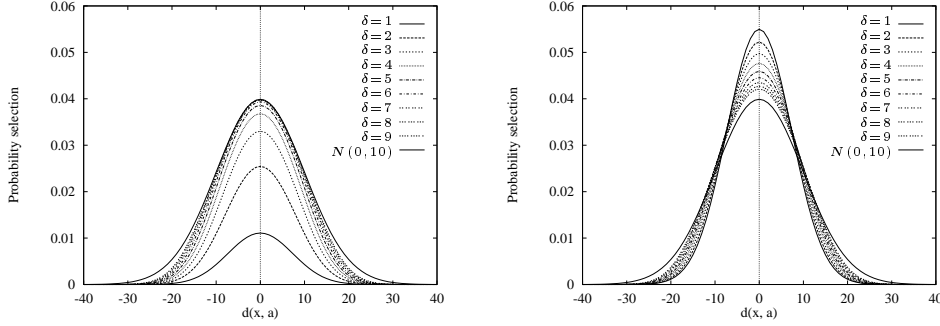 0.06
0.05
0.04
0.03
0.02
0.01
0
Probability selection
-40 -30 -20 -10 0 10 20 30 40
d(x, a)
δ = 1
δ = 2
δ = 3
δ = 4
δ = 5
δ = 6
δ = 7
δ = 8
δ = 9
N (0, 10)
0.06
0.05
0.04
0.03
0.02
0.01
0
Probability selection
-40 -30 -20 -10 0 10 20 30 40
d(x, a)
δ = 1
δ = 2
δ = 3
δ = 4
δ = 5
δ = 6
δ = 7
δ = 8
δ = 9
N (0, 10)